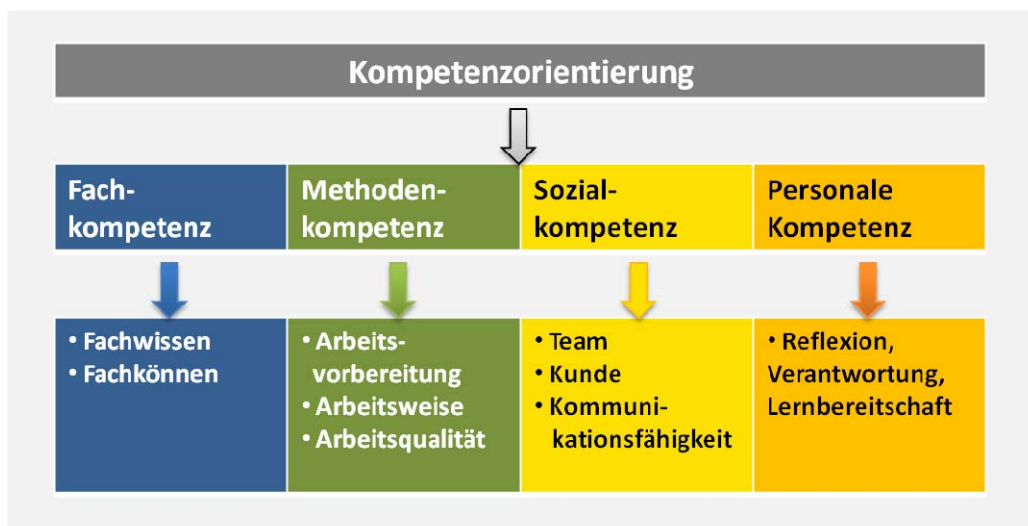 Kompetenzorientierung
Fach-
kompetenz
Methoden-
kompetenz
Sozial-
kompetenz
Personale
Kompetenz
• Fachwissen
• Fachkönnen
• Arbeits-
vorbereitung
• Arbeitsweise
• Arbeitsqualität
• Team
• Kunde
• Kommuni-
kationsfähigkeit
• Reflexion,
Verantwortung,
Lernbereitschaft